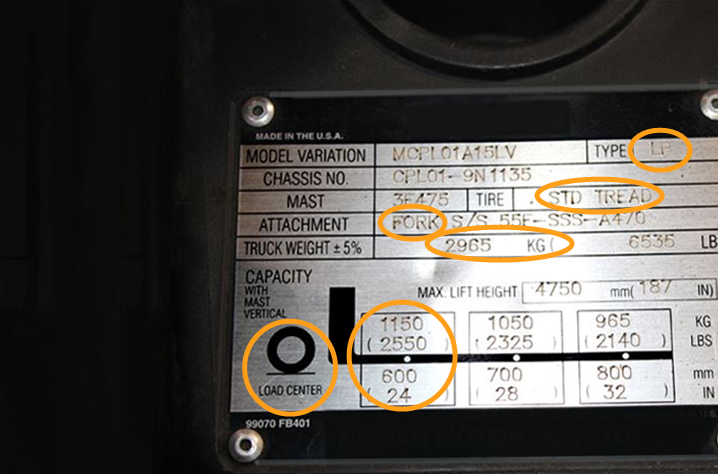 MADE IN THE U.S.A.
MODEL VARIATION MCPL01A15LV TYPE LP
CHASSIS NO. CPL01-9N1135
MAST 3F475 TIRE STD TREAD
ATTACHMENT FORK S/S 55F-SSS-A470
TRUCK WEIGHT ± 5% 2965 KG ( 6535 LB
CAPACITY
WITH
MAST
VERTICAL
MAX. LIFT HEIGHT 4750 mm( 187 IN)
1150 1050 965 KG
( 2550 ) ( 2325 ) ( 2140 ) LBS
600 700 800 mm
( 24 ) ( 28 ) ( 32 ) IN
LOAD CENTER
99070 FB401